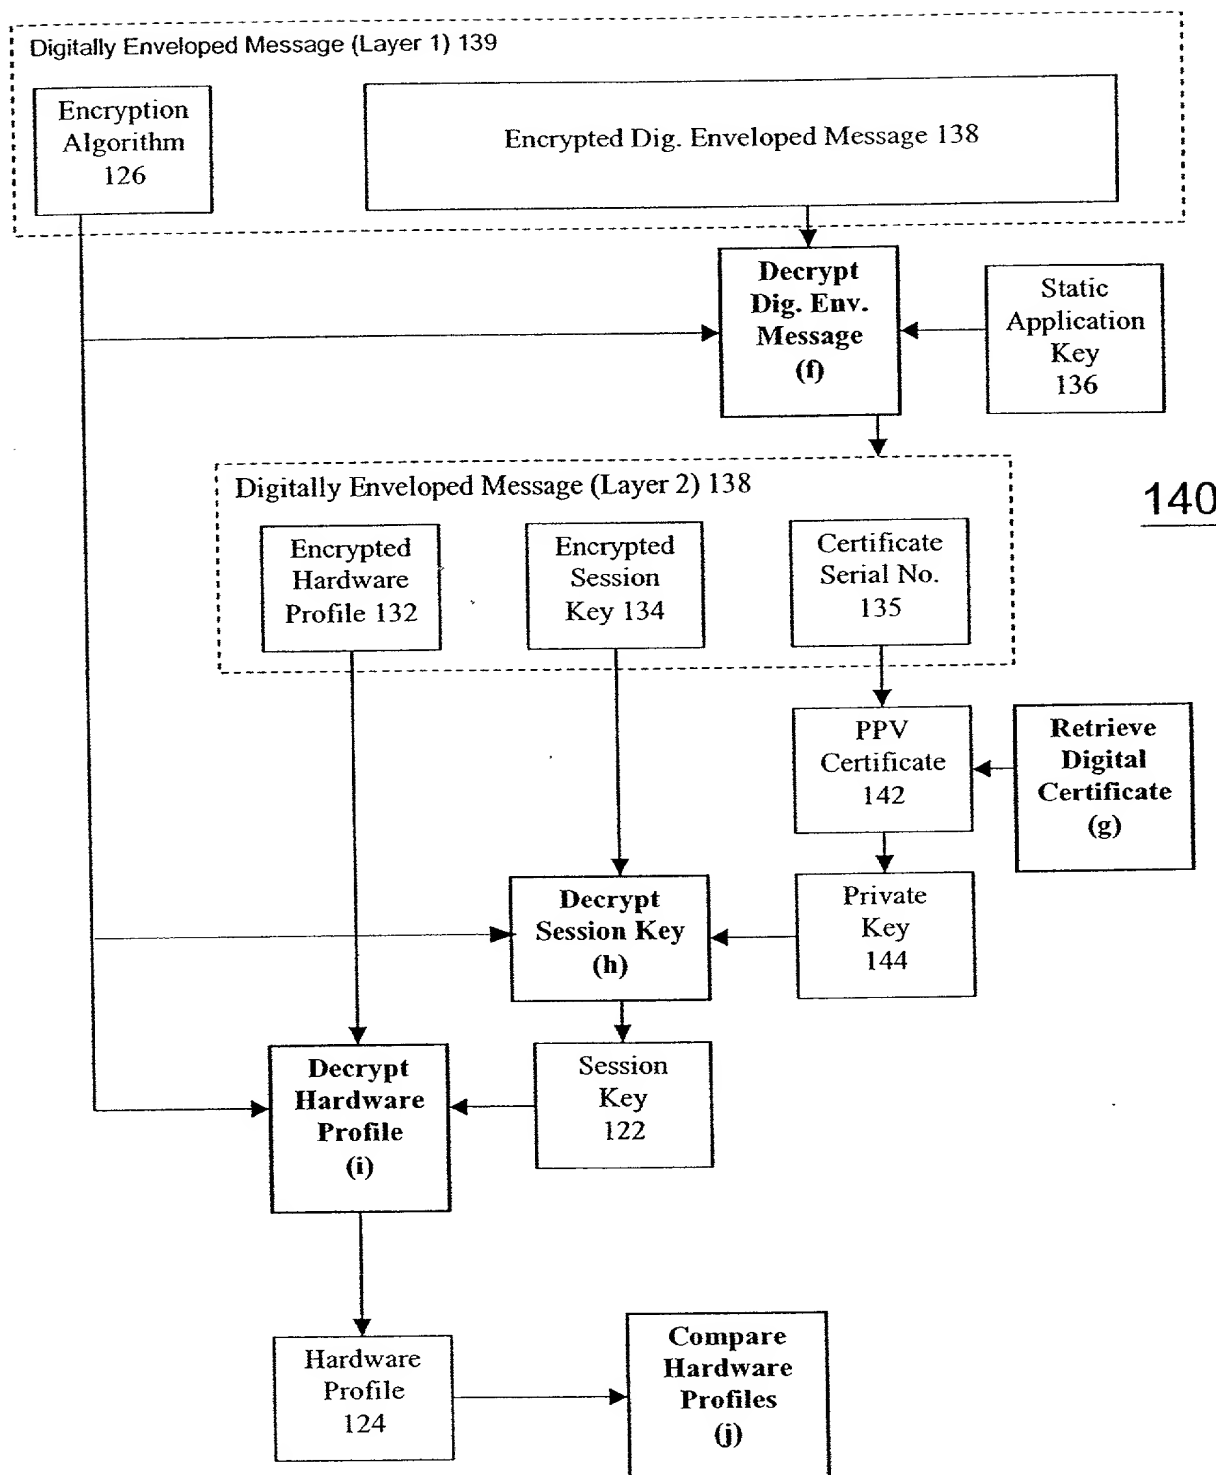 Digitally Enveloped Message (Layer 1) 139
Encryption
Algorithm
126
Encrypted Dig. Enveloped Message 138
Decrypt
Dig. Env.
Message
(f)
Static
Application
Key
136
Digitally Enveloped Message (Layer 2) 138
140
Encrypted
Hardware
Profile 132
Encrypted
Session
Key 134
Certificate
Serial No.
135
PPV
Certificate
142
Retrieve
Digital
Certificate
(g)
Decrypt
Session Key
(h)
Private
Key
144
Decrypt
Hardware
Profile
(i)
Session
Key
122
Hardware
Profile
124
Compare
Hardware
Profiles
(j)